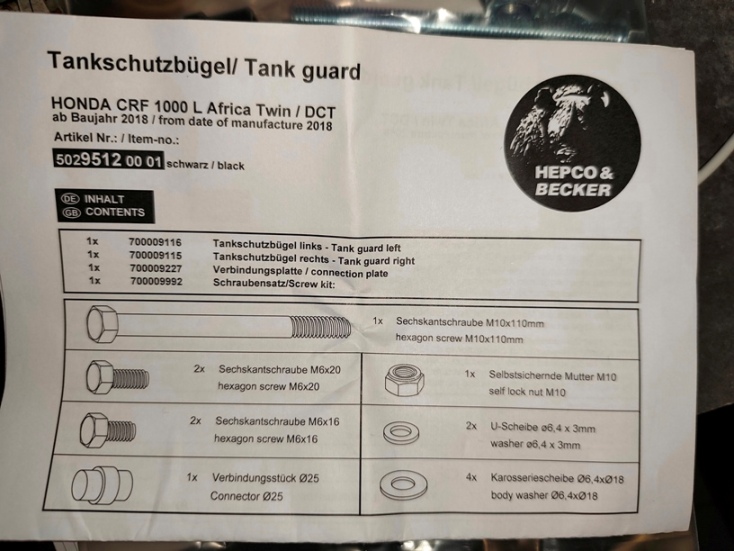 Tankschutzbügel/ Tank guard
HONDA CRF 1000 L Africa Twin / DCT
ab Baujahr 2018 / from date of manufacture 2018
Artikel Nr.: / Item-no.:
5029512 00 01 schwarz / black
HEPCO &
BECKER
DE INHALT
GB CONTENTS
1x 700009116 Tankschutzbügel links - Tank guard left
1x 700009115 Tankschutzbügel rechts - Tank guard right
1x 700009227 Verbindungsplatte / connection plate
1x 700009992 Schraubensatz/Screw kit:
1x Sechskantschraube M10x110mm
hexagon screw M10x110mm
2x Sechskantschraube M6x20
hexagon screw M6x20
1x Selbstsichernde Mutter M10
self lock nut M10
2x Sechskantschraube M6x16
hexagon screw M6x16
2x U-Scheibe ø6,4 x 3mm
washer ø6,4 x 3mm
1x Verbindungsstück Ø25
Connector Ø25
4x Karosseriescheibe Ø6,4xØ18
body washer Ø6,4xØ18